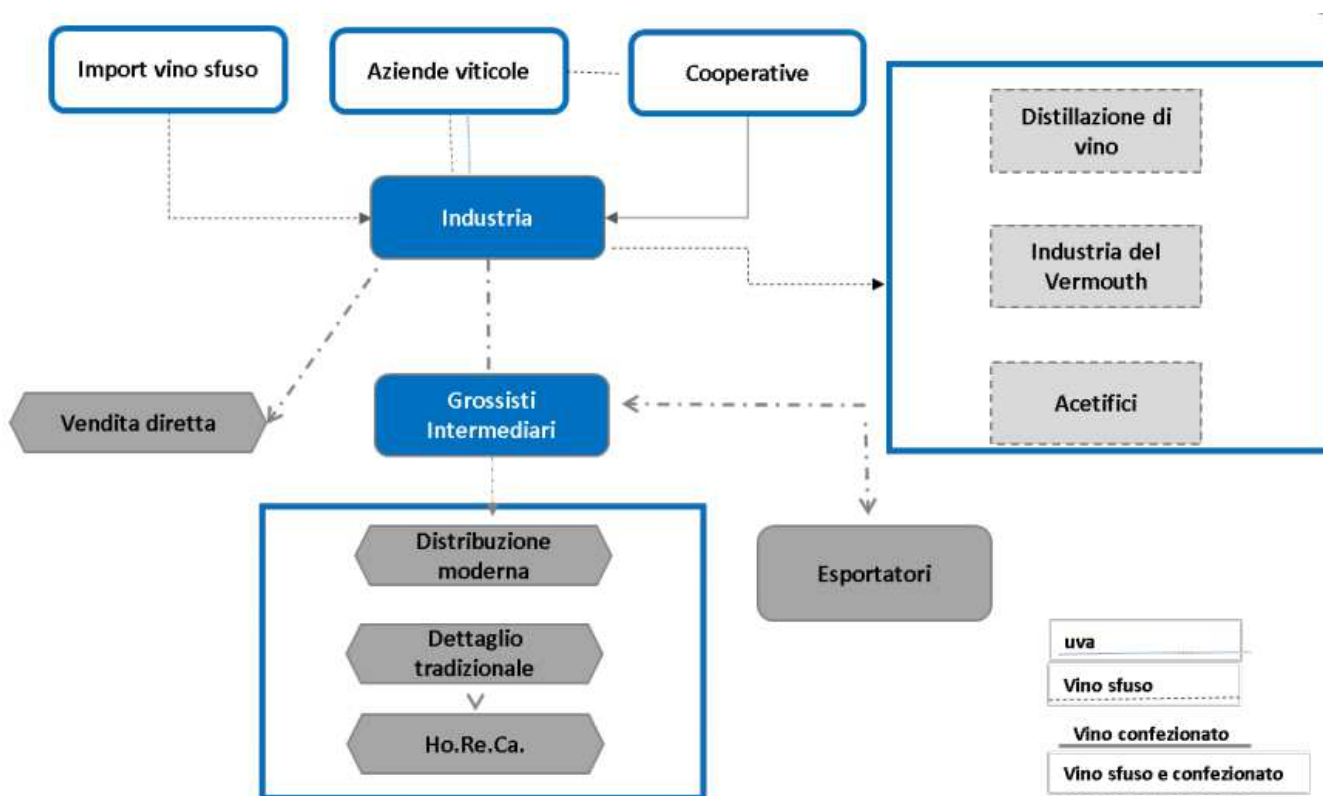 Import vino sfuso
Aziende viticole
Cooperative
Distillazione di
vino
Industria
Industria del
Vermouth
Grossisti
Intermediari
Acetifici
Vendita diretta
Distribuzione
moderna
Esportatori
Dettaglio
tradizionale
Ho.Re.Ca.
uva
Vino sfuso
Vino confezionato
Vino sfuso e confezionato